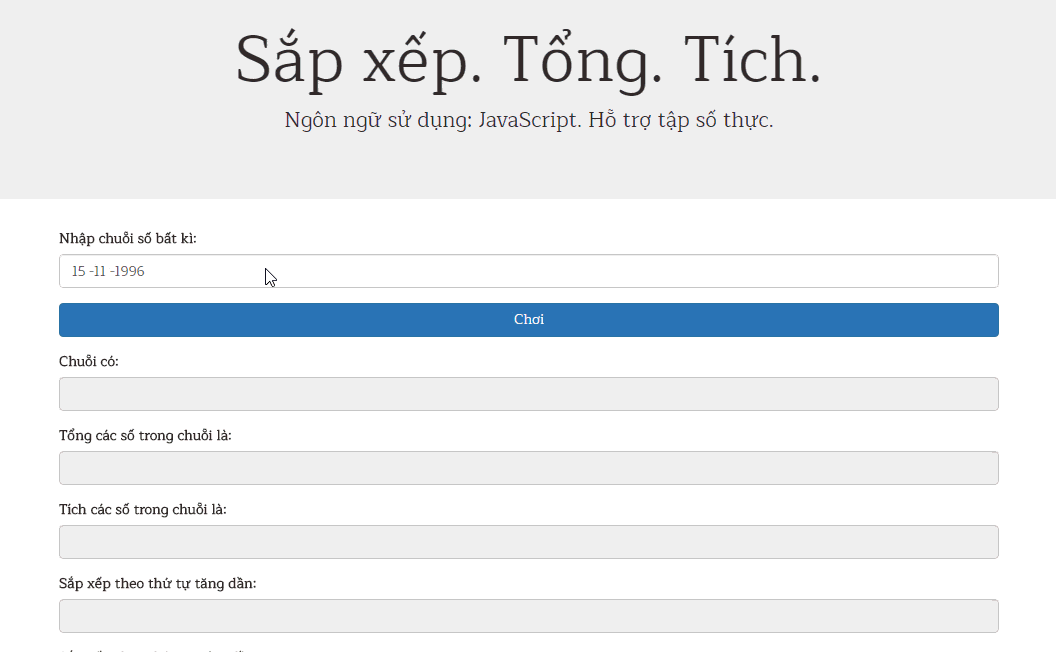 Sắp xếp. Tổng. Tích.
Ngôn ngữ sử dụng: JavaScript. Hỗ trợ tập số thực.
Nhập chuỗi số bất kì:
15 -11 -1996
Chơi
Chuỗi có:
Tổng các số trong chuỗi là:
Tích các số trong chuỗi là:
Sắp xếp theo thứ tự tăng dần: